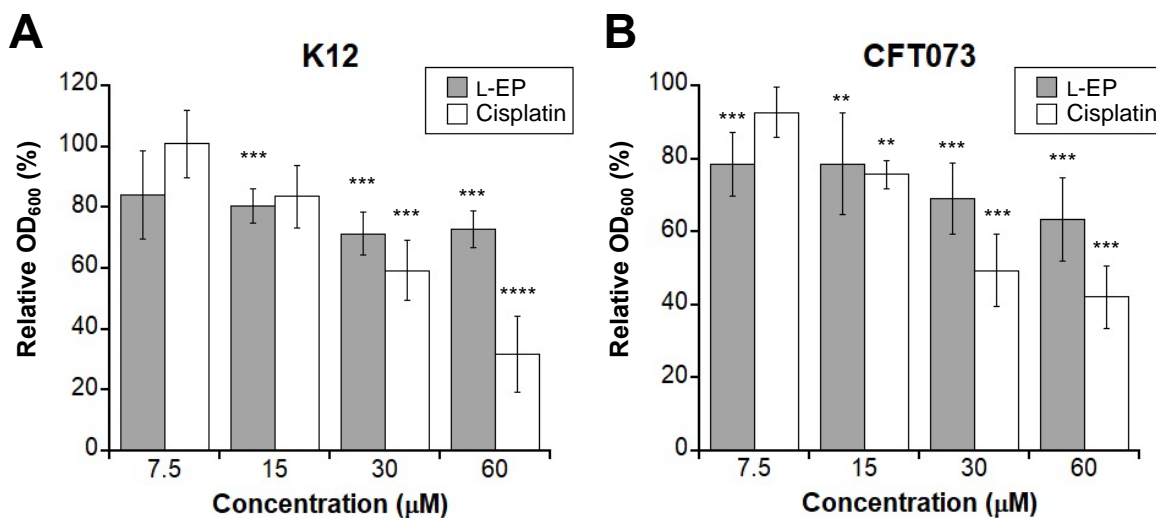 A
K12
L-EP
Cisplatin
Relative OD600 (%)
120
100
80
60
40
20
0
***
***
***
***
****
7.5 15 30 60
Concentration (μM)
B
CFT073
L-EP
Cisplatin
Relative OD600 (%)
100
80
60
40
20
0
***
**
**
***
***
***
***
7.5 15 30 60
Concentration (μM)